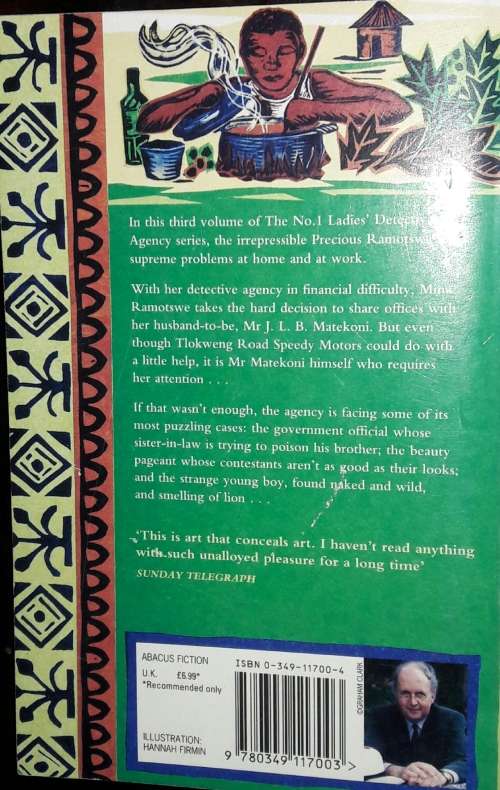 In this third volume of The No.1 Ladies' Detective
Agency series, the irrepressible Precious Ramotswe
supreme problems at home and at work.
With her detective agency in financial difficulty, Mma
Ramotswe takes the hard decision to share offices with
her husband-to-be, Mr J. L. B. Matekoni. But even
though Tlokweng Road Speedy Motors could do with
a little help, it is Mr Matekoni himself who requires
her attention . . .
If that wasn't enough, the agency is facing some of its
most puzzling cases: the government official whose
sister-in-law is trying to poison his brother; the beauty
pageant whose contestants aren't as good as their looks;
and the strange young boy, found naked and wild,
and smelling of lion . . .
'This is art that conceals art. I haven't read anything
with such unalloyed pleasure for a long time'
SUNDAY TELEGRAPH
ABACUS FICTION
U.K. £6.99*
*Recommended only
ILLUSTRATION:
HANNAH FIRMIN
ISBN 0-349-11700-4
9 780349 117003 >
©GRAHAM CLARK